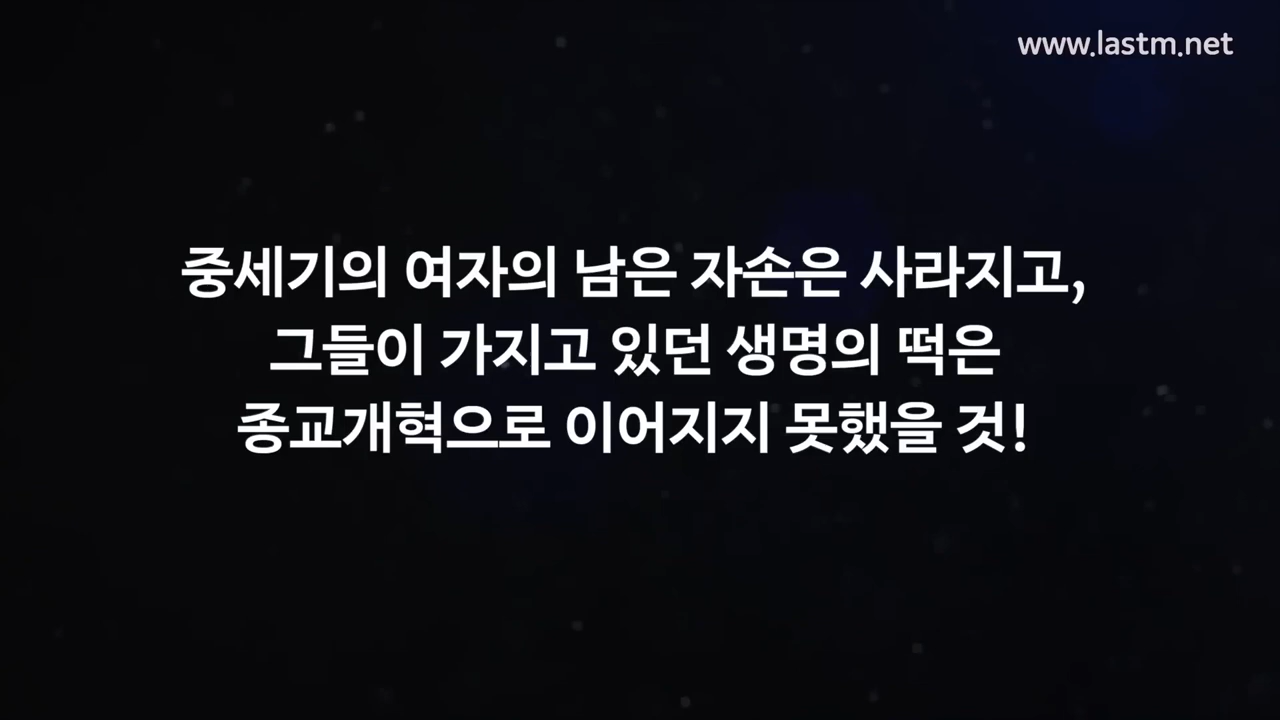 www.lastm.net
중세기의 여자의 남은 자손은 사라지고,
그들이 가지고 있던 생명의 떡은
종교개혁으로 이어지지 못했을 것!